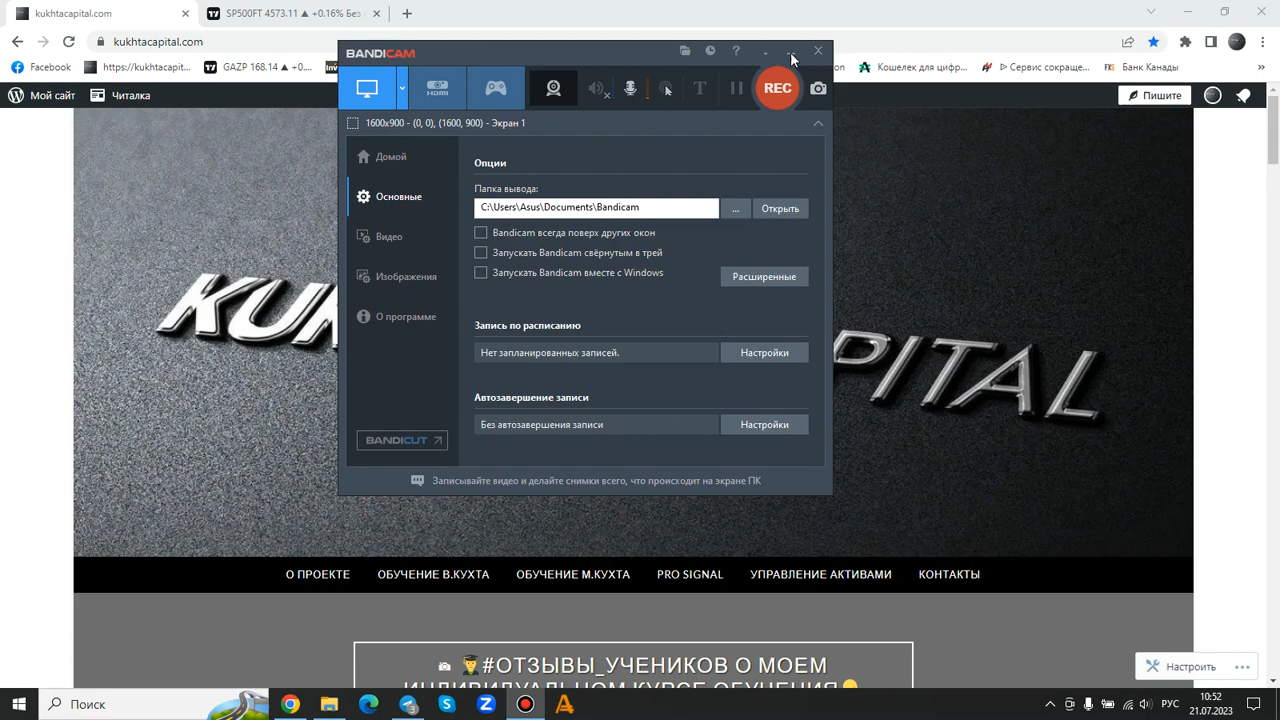 kukhtacapital.com
SP500FT 4573.11 ▲ +0.16% Без
kukhtacapital.com
Facebook
https://kukhtacapit...
GAZP 168.14 ▲ +0....
Кошелек для цифр...
▷ Сервис сокраще...
Банк Канады
Мой сайт
Читалка
Пишите
BANDICAM
HDMI
T
REC
1600x900 - (0, 0), (1600, 900) - Экран 1
Домой
Основные
Видео
Изображения
О программе
BANDICUT
Опции
Папка вывода:
C:\Users\Asus\Documents\Bandicam
...
Открыть
Bandicam всегда поверх других окон
Запускать Bandicam свёрнутым в трей
Запускать Bandicam вместе с Windows
Расширенные
Запись по расписанию
Нет запланированных записей.
Настройки
Автозавершение записи
Без автозавершения записи
Настройки
Записывайте видео и делайте снимки всего, что происходит на экране ПК
О ПРОЕКТЕ
ОБУЧЕНИЕ В.КУХТА
ОБУЧЕНИЕ М.КУХТА
PRO SIGNAL
УПРАВЛЕНИЕ АКТИВАМИ
КОНТАКТЫ
#ОТЗЫВЫ_УЧЕНИКОВ О МОЕМ
ИНДИВИДУАЛЬНОМ КУРСЕ ОБУЧЕНИЯ
Настроить
Поиск
3
РУС
10:52
21.07.2023